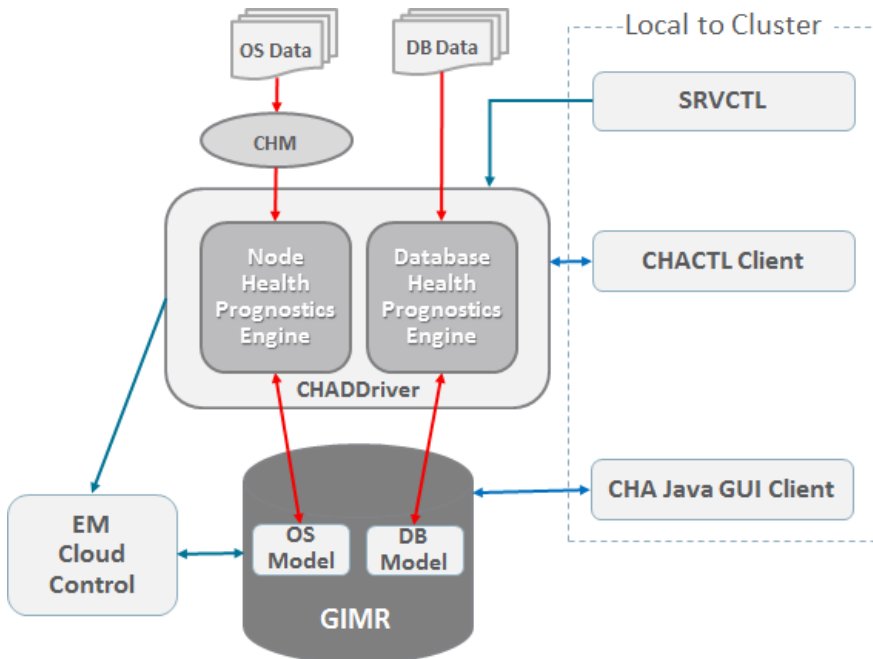 OS Data
DB Data
Local to Cluster
SRVCTL
CHM
Node
Health
Prognostics
Engine
Database
Health
Prognostics
Engine
CHADDriver
CHACTL Client
CHA Java GUI Client
EM
Cloud
Control
OS
Model
DB
Model
GIMR